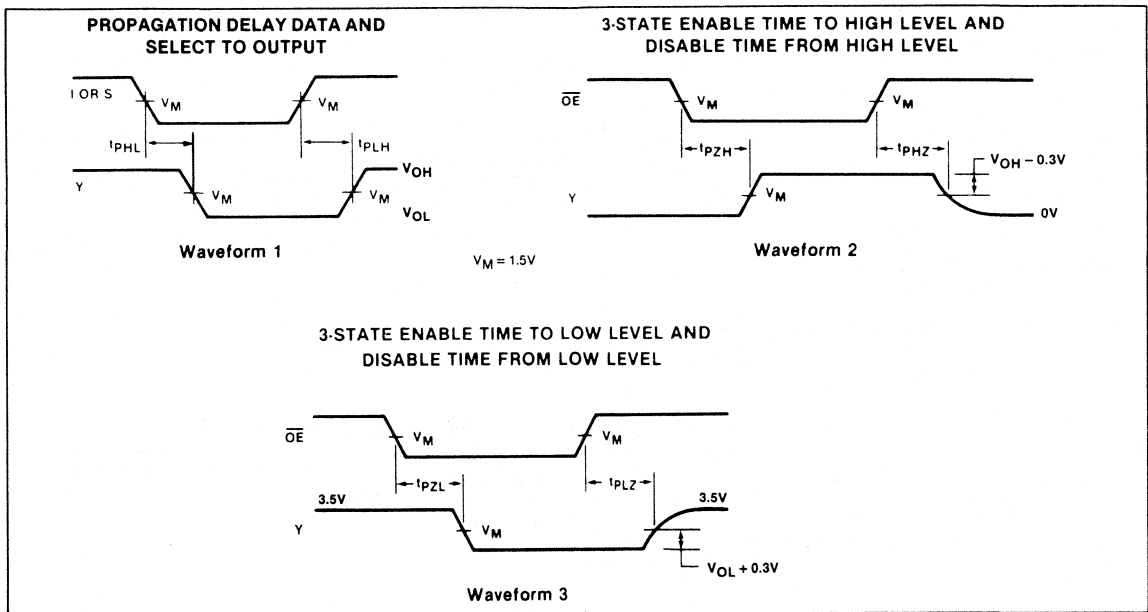 PROPAGATION DELAY DATA AND
SELECT TO OUTPUT
I OR S
VM
VM
tPHL
tPLH
VOH
Y
VM
VM
VOL
Waveform 1
VM = 1.5V
3-STATE ENABLE TIME TO HIGH LEVEL AND
DISABLE TIME FROM HIGH LEVEL
OE
VM
VM
tPZH
tPHZ
VOH − 0.3V
Y
VM
0V
Waveform 2
3-STATE ENABLE TIME TO LOW LEVEL AND
DISABLE TIME FROM LOW LEVEL
OE
VM
VM
tPZL
tPLZ
3.5V
3.5V
Y
VM
VOL + 0.3V
Waveform 3